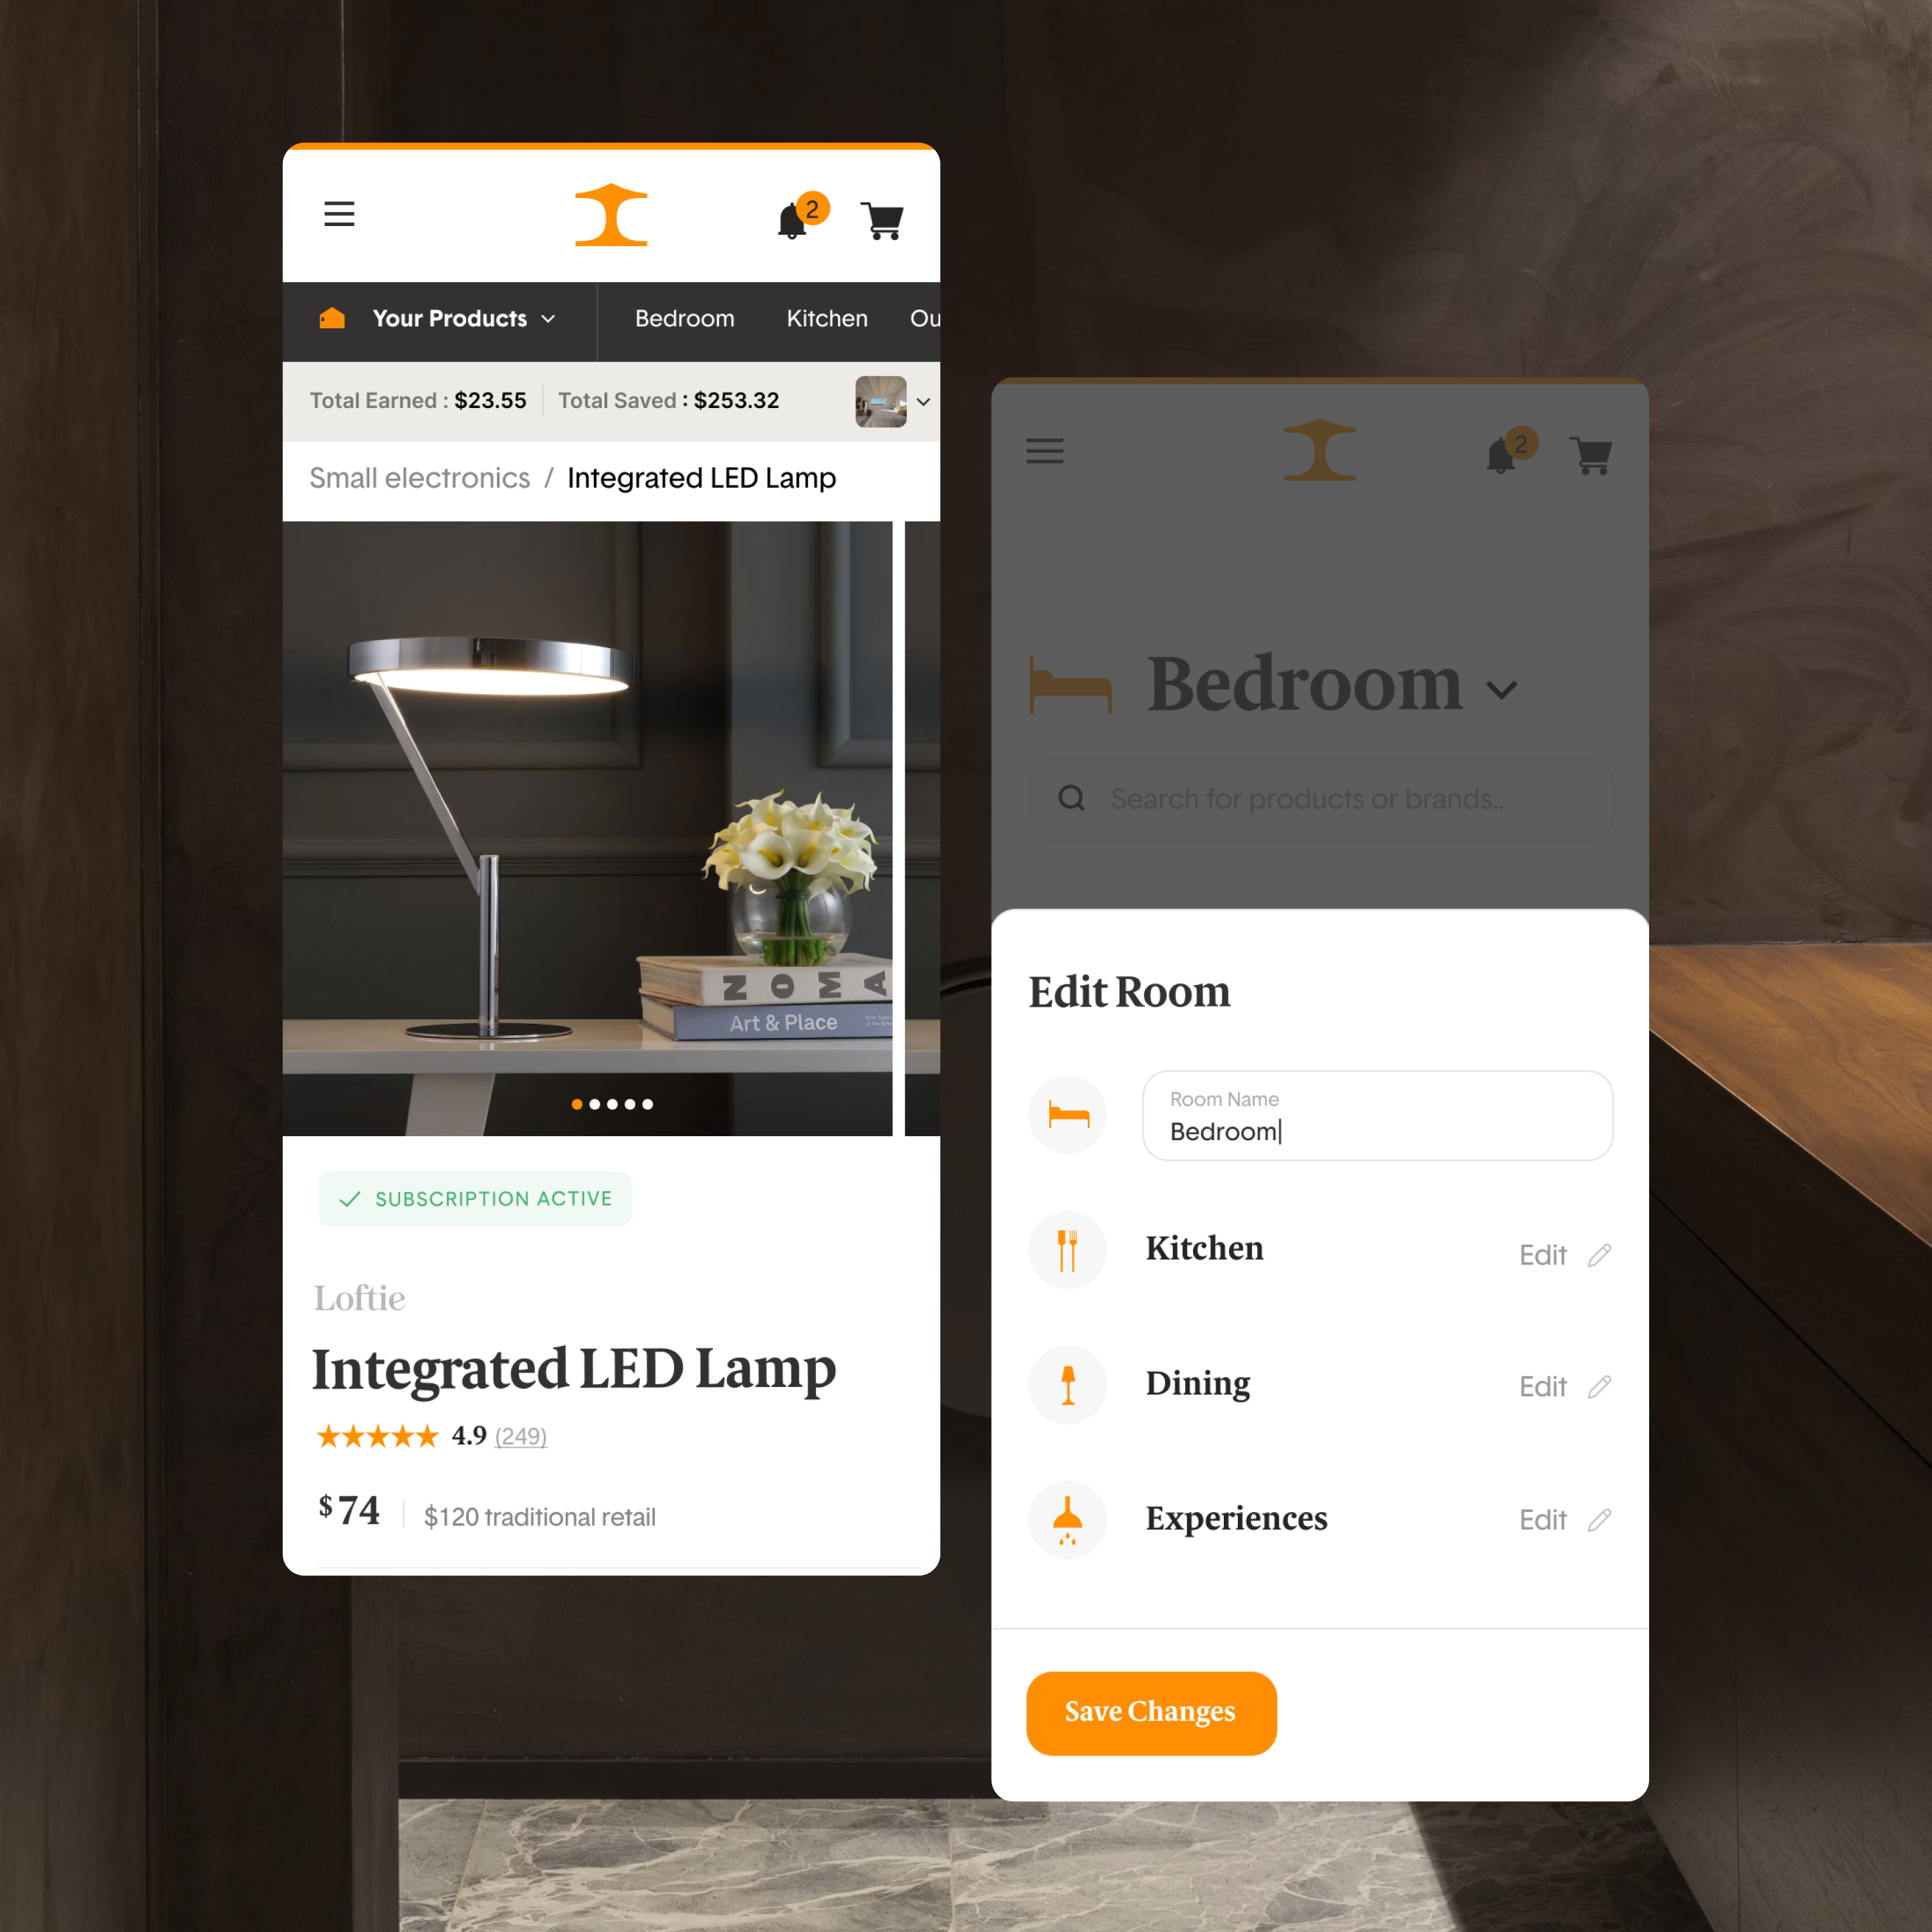 2
Your Products
Bedroom
Kitchen
Ou
Total Earned : $23.55
Total Saved : $253.32
Small electronics / Integrated LED Lamp
NOMA
Art & Place
SUBSCRIPTION ACTIVE
Loftie
Integrated LED Lamp
4.9 (249)
$74
$120 traditional retail
2
Bedroom
Search for products or brands..
Edit Room
Room Name
Bedroom
Kitchen
Edit
Dining
Edit
Experiences
Edit
Save Changes